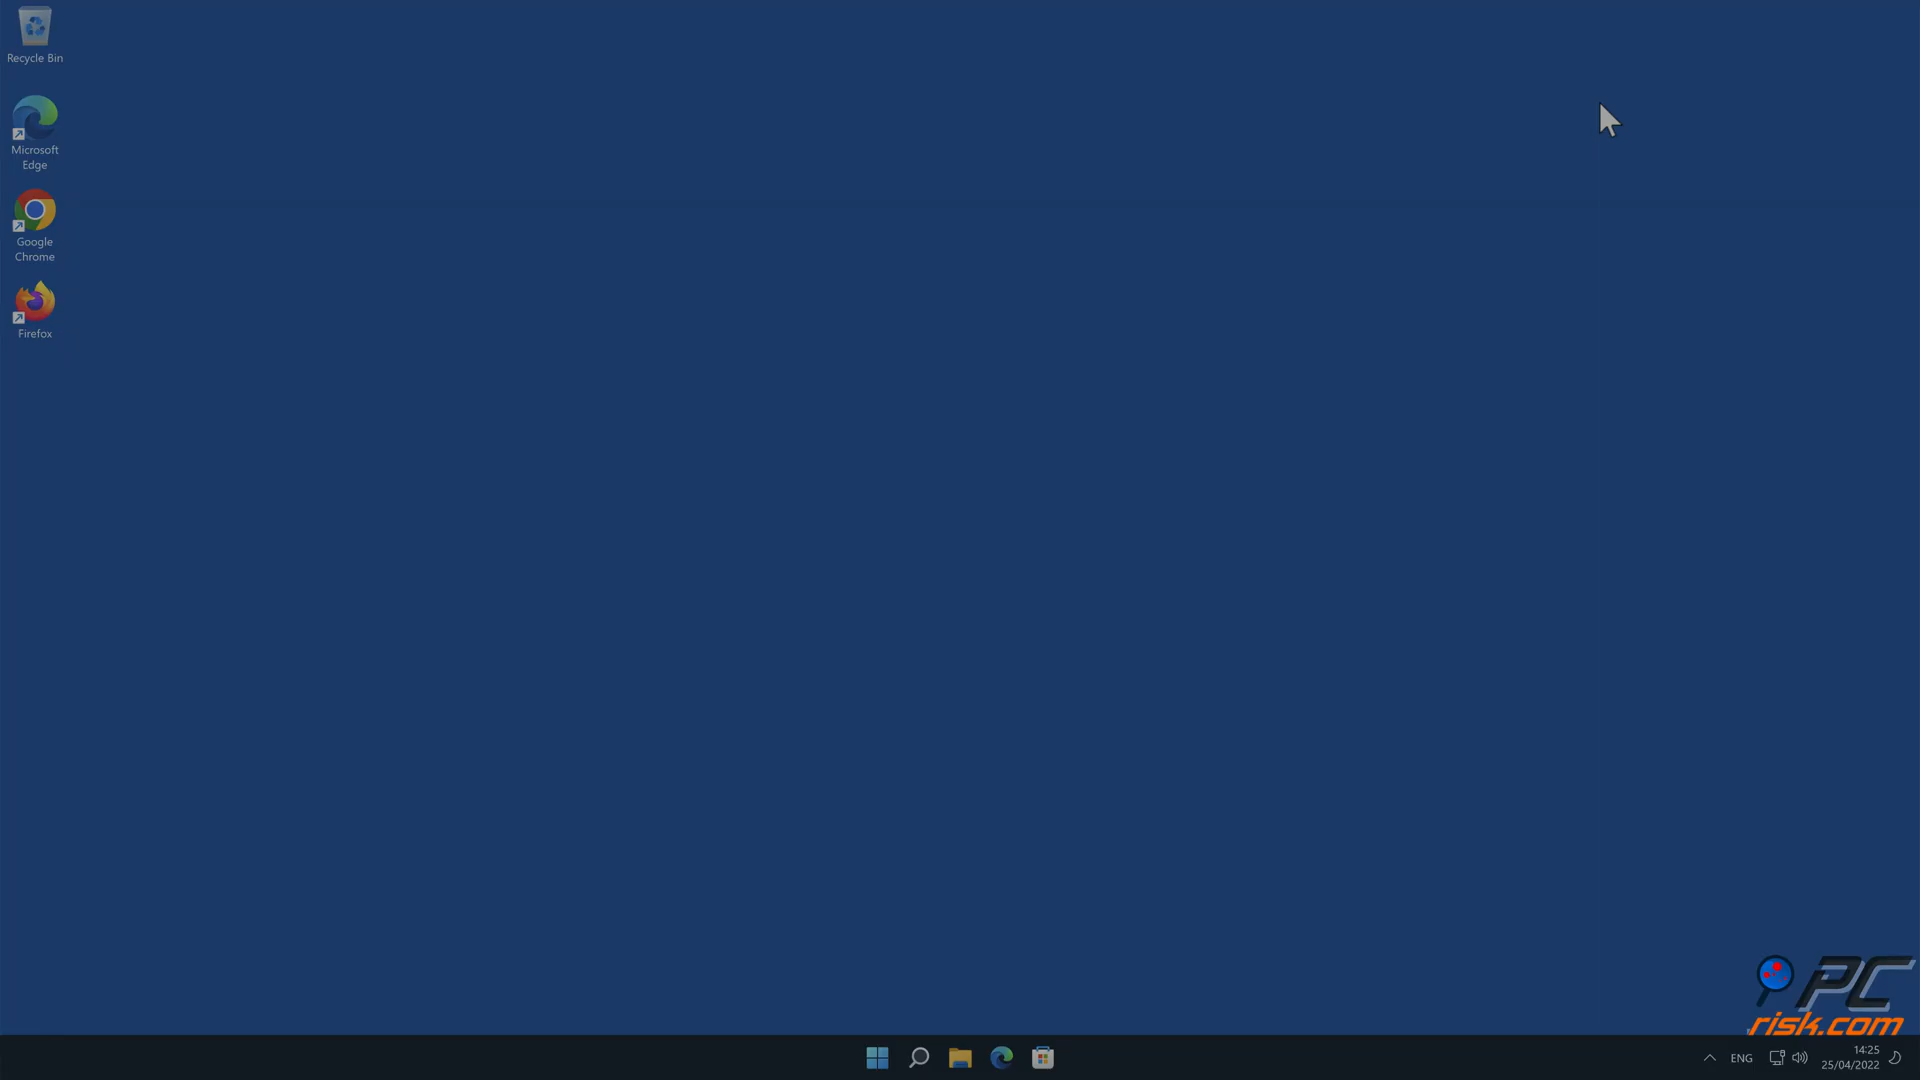 Recycle Bin
Microsoft
Edge
Google
Chrome
Firefox
PC
risk.com
ENG
14:25
25/04/2022